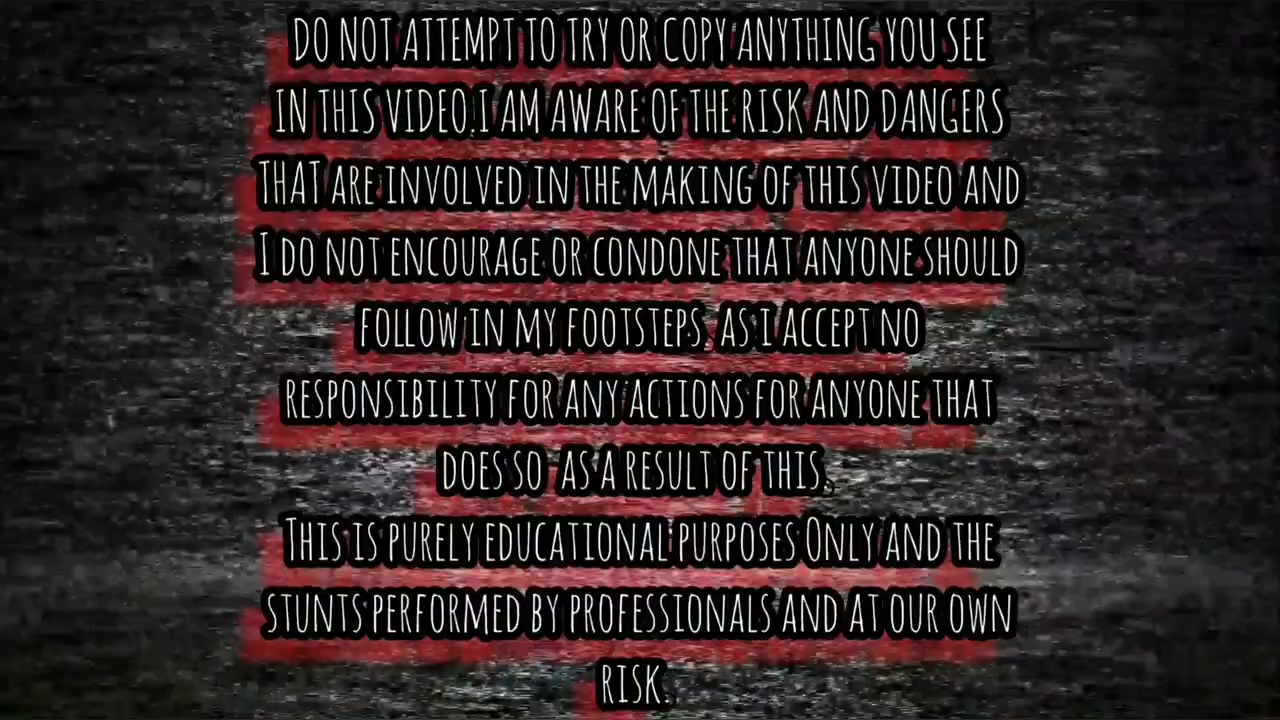 DO NOT ATTEMPT TO TRY OR COPY ANYTHING YOU SEE
IN THIS VIDEO,I AM AWARE OF THE RISK AND DANGERS
THAT ARE INVOLVED IN THE MAKING OF THIS VIDEO AND
I DO NOT ENCOURAGE OR CONDONE THAT ANYONE SHOULD
FOLLOW IN MY FOOTSTEPS, AS I ACCEPT NO
RESPONSIBILITY FOR ANY ACTIONS FOR ANYONE THAT
DOES SO AS A RESULT OF THIS.
THIS IS PURELY EDUCATIONAL PURPOSES ONLY AND THE
STUNTS PERFORMED BY PROFESSIONALS AND AT OUR OWN
RISK.